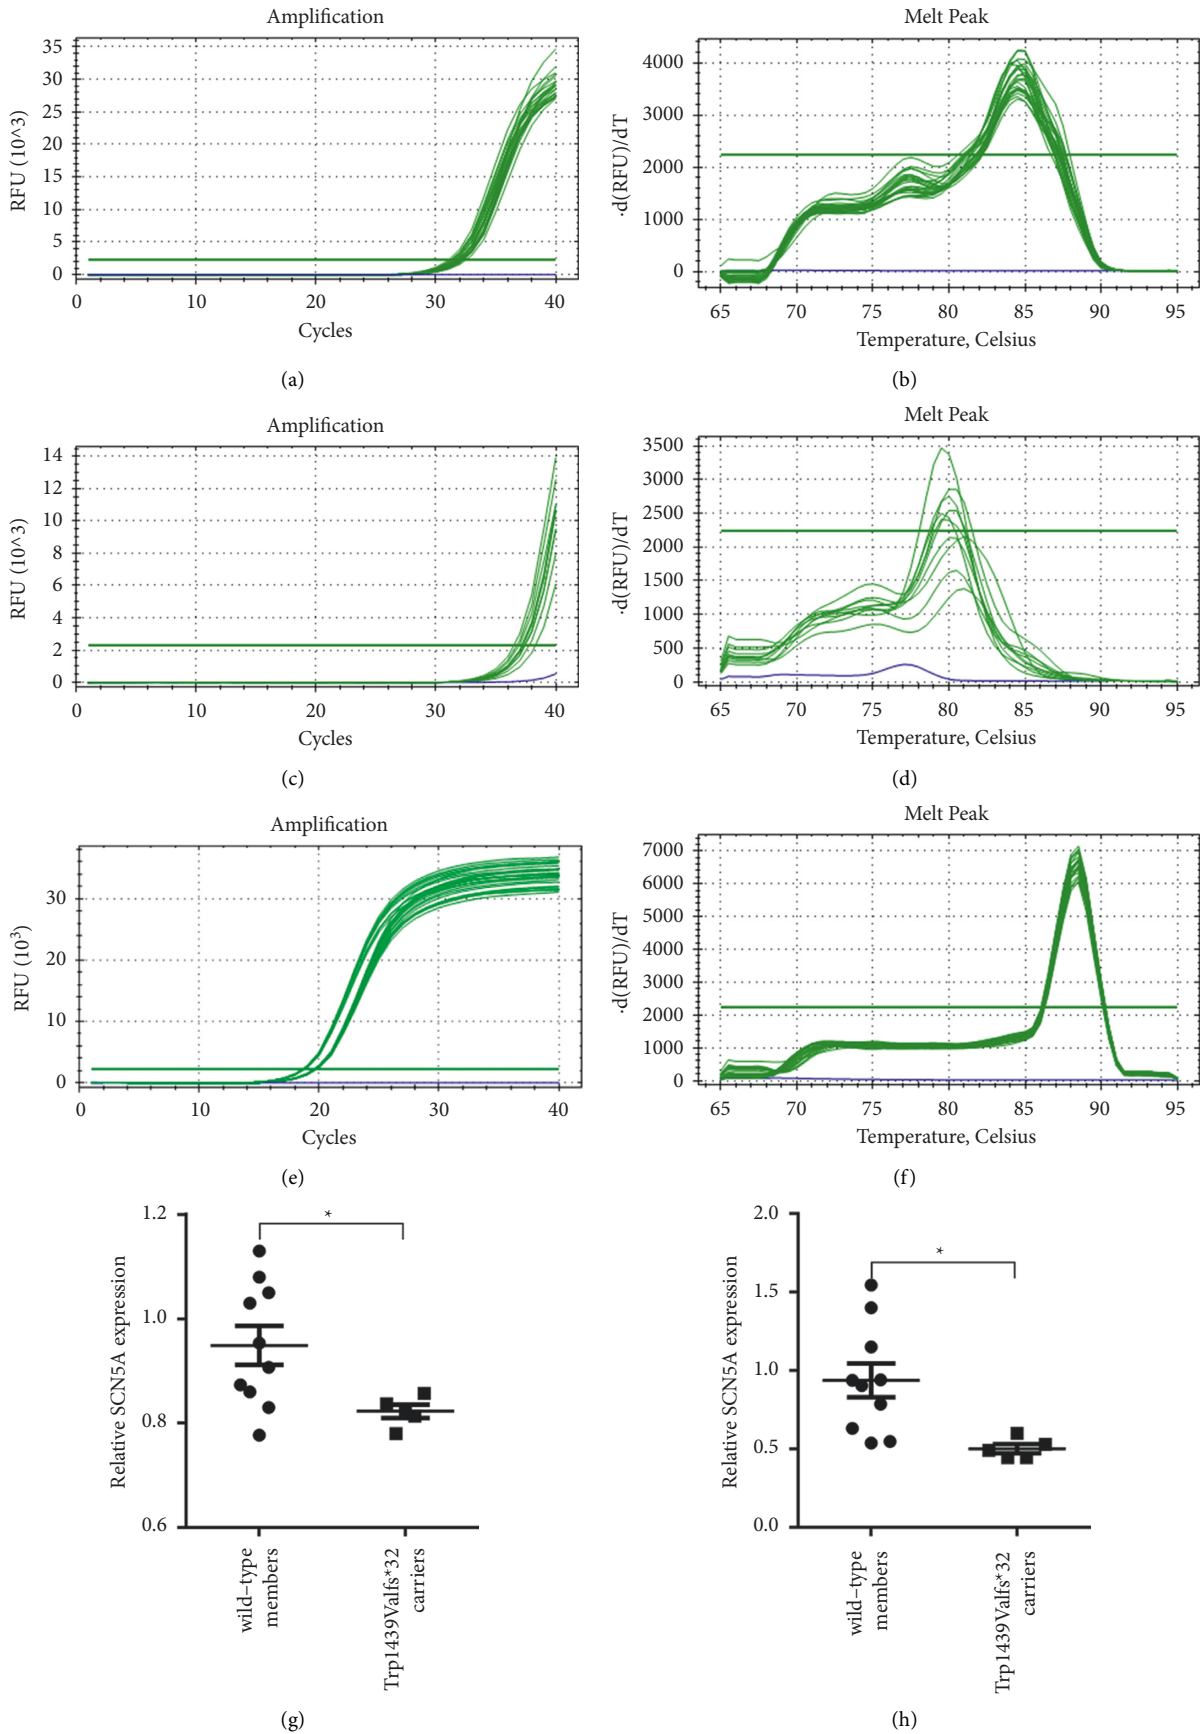 Amplification
RFU (10^3)
35
30
25
20
15
10
5
0
0 10 20 30 40
Cycles
(a)
Melt Peak
·d(RFU)/dT
4000
3000
2000
1000
0
65 70 75 80 85 90 95
Temperature, Celsius
(b)
Amplification
RFU (10^3)
14
12
10
8
6
4
2
0
0 10 20 30 40
Cycles
(c)
Melt Peak
·d(RFU)/dT
3500
3000
2500
2000
1500
1000
500
0
65 70 75 80 85 90 95
Temperature, Celsius
(d)
Amplification
RFU (10³)
30
20
10
0
0 10 20 30 40
Cycles
(e)
Melt Peak
·d(RFU)/dT
7000
6000
5000
4000
3000
2000
1000
0
65 70 75 80 85 90 95
Temperature, Celsius
(f)
Relative SCN5A expression
1.2
1.0
0.8
0.6
*
wild–type
members
Trp1439Valfs*32
carriers
(g)
Relative SCN5A expression
2.0
1.5
1.0
0.5
0.0
*
wild–type
members
Trp1439Valfs*32
carriers
(h)